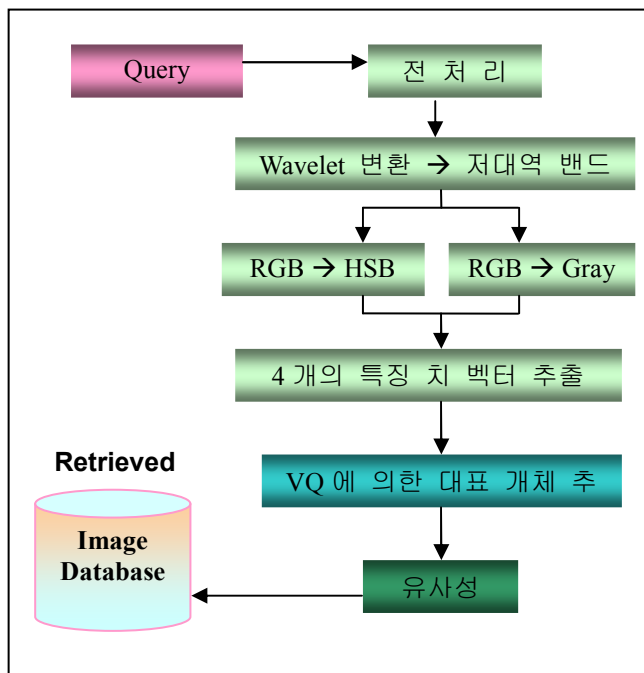 Query
전 처 리
Wavelet 변환 → 저대역 밴드
RGB → HSB
RGB → Gray
4 개의 특징 치 벡터 추출
VQ 에 의한 대표 개체 추
유사성
Retrieved
Image
Database